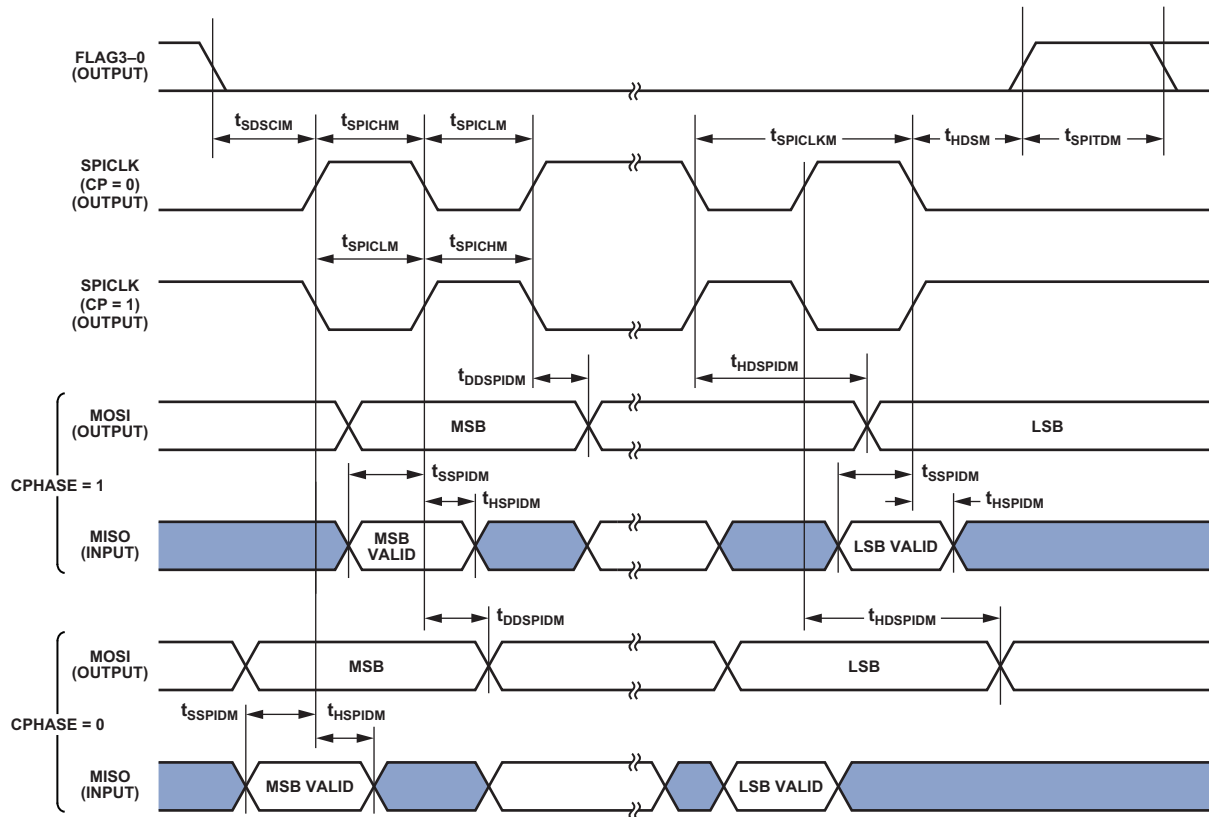 FLAG3–0
(OUTPUT)
tSDSCIM
tSPICHM
tSPICLM
tSPICLKM
tHDSM
tSPITDM
SPICLK
(CP = 0)
(OUTPUT)
tSPICLM
tSPICHM
SPICLK
(CP = 1)
(OUTPUT)
tDDSPIDM
tHDSPIDM
MOSI
(OUTPUT)
MSB
LSB
CPHASE = 1
tSSPIDM
tHSPIDM
tSSPIDM
tHSPIDM
MISO
(INPUT)
MSB
VALID
LSB VALID
tDDSPIDM
tHDSPIDM
MOSI
(OUTPUT)
MSB
LSB
CPHASE = 0
tSSPIDM
tHSPIDM
MISO
(INPUT)
MSB VALID
LSB VALID